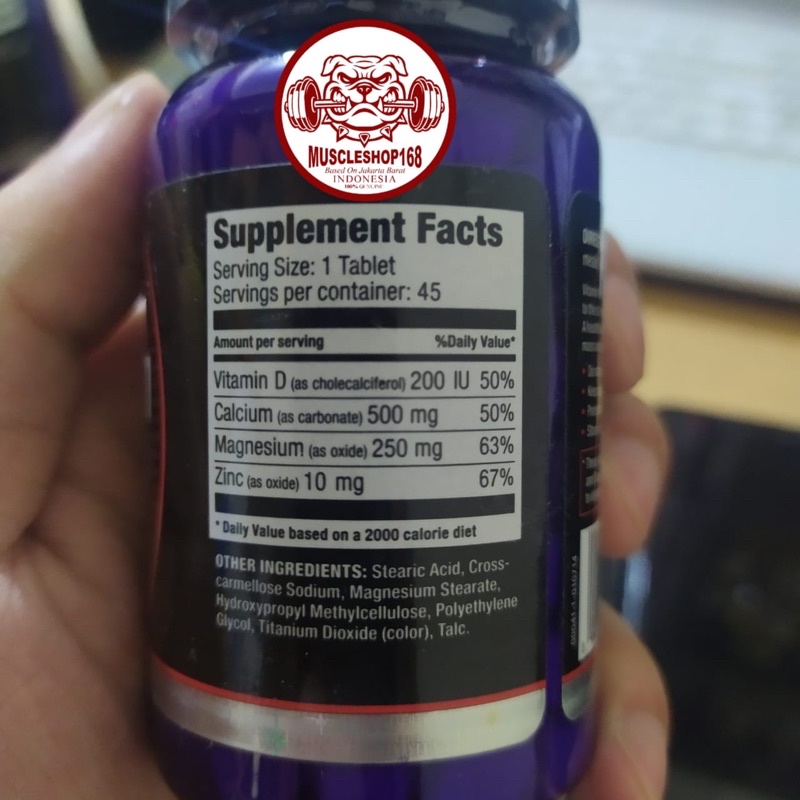 MUSCLESHOP168
Based On Jakarta Barat
INDONESIA
100% GENUINE
Supplement Facts
Serving Size: 1 Tablet
Servings per container: 45
Amount per serving %Daily Value*
Vitamin D (as cholecalciferol) 200 IU 50%
Calcium (as carbonate) 500 mg 50%
Magnesium (as oxide) 250 mg 63%
Zinc (as oxide) 10 mg 67%
* Daily Value based on a 2000 calorie diet
OTHER INGREDIENTS: Stearic Acid, Cross-
carmellose Sodium, Magnesium Stearate,
Hydroxypropyl Methylcellulose, Polyethylene
Glycol, Titanium Dioxide (color), Talc.